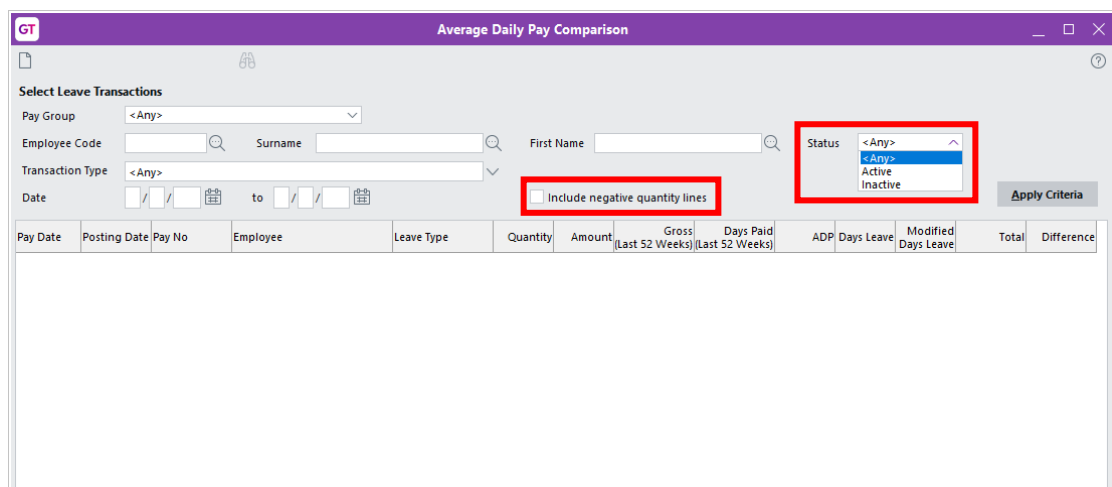 GT Average Daily Pay Comparison
Select Leave Transactions
Pay Group <Any>
Employee Code Surname First Name Status <Any>
<Any>
Active
Inactive
Transaction Type <Any>
Date / / to / / Include negative quantity lines Apply Criteria
Pay Date Posting Date Pay No Employee Leave Type Quantity Amount Gross (Last 52 Weeks) Days Paid (Last 52 Weeks) ADP Days Leave Modified Days Leave Total Difference